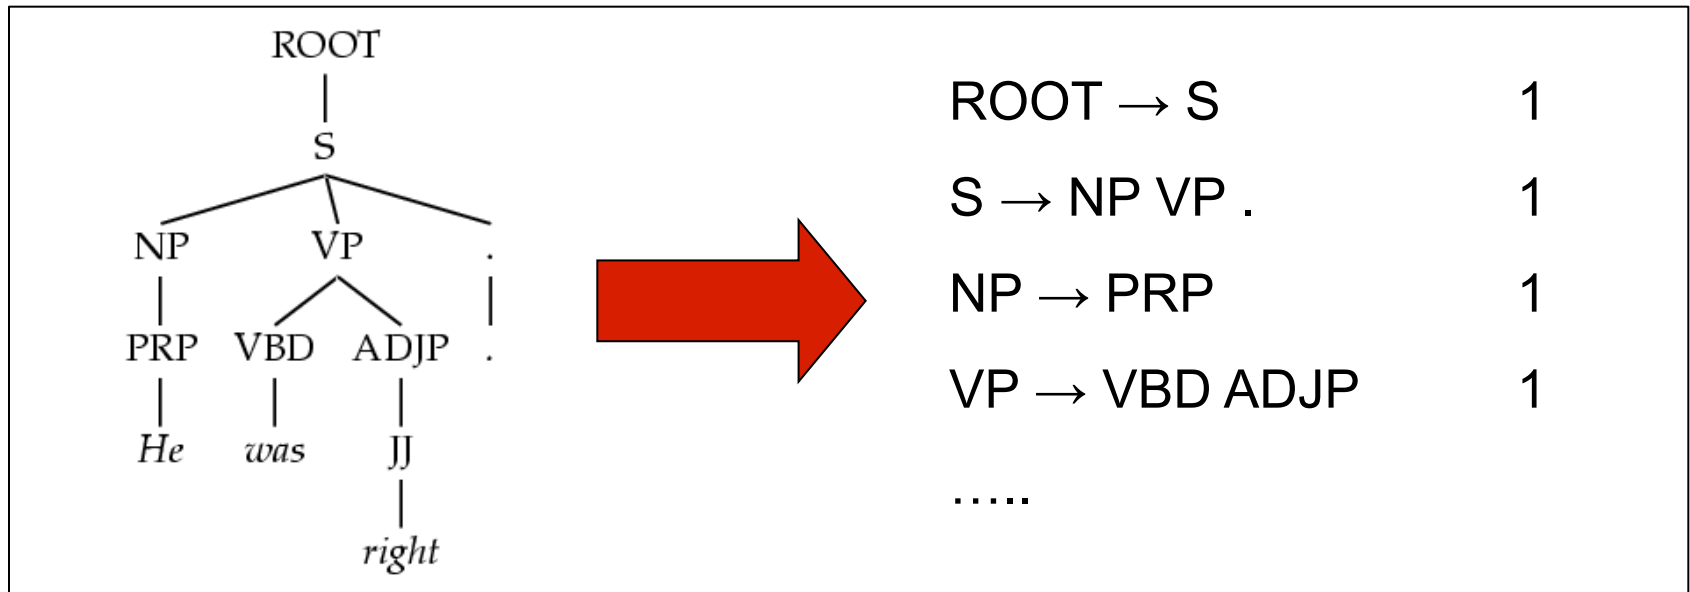 ROOT
S
NP VP .
PRP VBD ADJP .
He was JJ
right
ROOT → S 1
S → NP VP . 1
NP → PRP 1
VP → VBD ADJP 1
…..